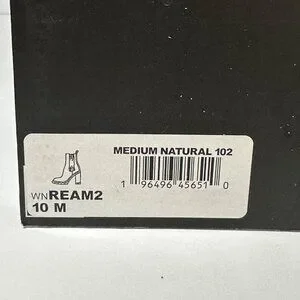 MEDIUM NATURAL 102
1 96496 45651 0
WNREAM2
10 M